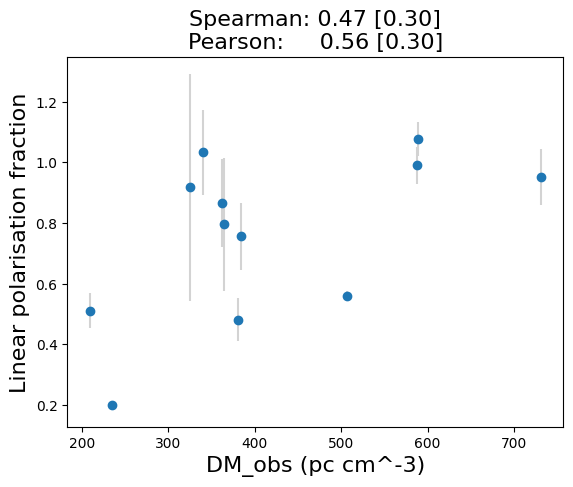 Spearman: 0.47 [0.30]
Pearson: 0.56 [0.30]
Linear polarisation fraction
1.2
1.0
0.8
0.6
0.4
0.2
200 300 400 500 600 700
DM_obs (pc cm^-3)